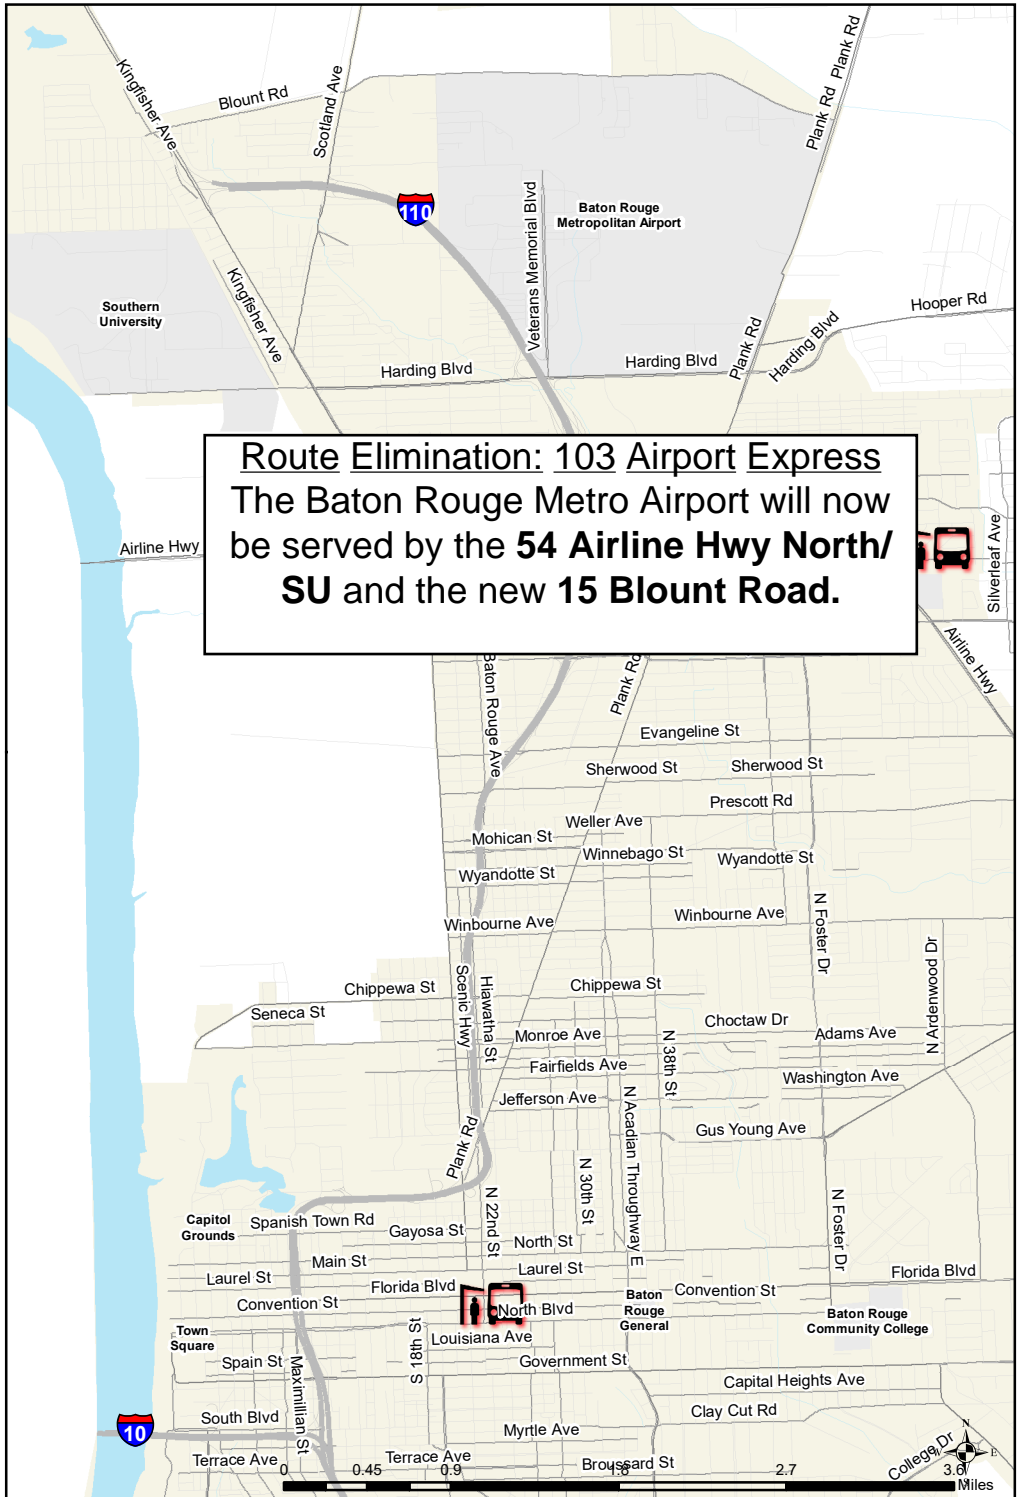 Kingfisher Ave
Blount Rd
Scotland Ave
Plank Rd
Plank Rd
110
Veterans Memorial Blvd
Baton Rouge
Metropolitan Airport
Southern
University
Kingfisher Ave
Hooper Rd
Harding Blvd
Harding Blvd
Plank Rd
Harding Blvd
Route Elimination: 103 Airport Express
The Baton Rouge Metro Airport will now
be served by the 54 Airline Hwy North/
SU and the new 15 Blount Road.
Airline Hwy
Silverleaf Ave
Airline Hwy
Baton Rouge Ave
Plank Rd
Evangeline St
Sherwood St
Sherwood St
Prescott Rd
Weller Ave
Mohican St
Winnebago St
Wyandotte St
Wyandotte St
Winbourne Ave
Winbourne Ave
N Foster Dr
N Ardenwood Dr
Scenic Hwy
Hiawatha St
Chippewa St
Chippewa St
Seneca St
Choctaw Dr
Monroe Ave
Adams Ave
N 38th St
Fairfields Ave
Washington Ave
Jefferson Ave
N Acadian Throughway E
Gus Young Ave
Plank Rd
N 30th St
N 22nd St
N Foster Dr
Capitol
Grounds
Spanish Town Rd
Gayosa St
North St
Main St
Laurel St
Laurel St
Florida Blvd
Florida Blvd
Convention St
Convention St
North Blvd
Baton
Rouge
General
Baton Rouge
Community College
Town
Square
S 18th St
Louisiana Ave
Spain St
Maximillian St
Government St
Capital Heights Ave
Clay Cut Rd
South Blvd
10
Myrtle Ave
Terrace Ave
Terrace Ave
Broussard St
College Dr
N
W
E
S
0
0.45
0.9
1.8
2.7
3.6
Miles